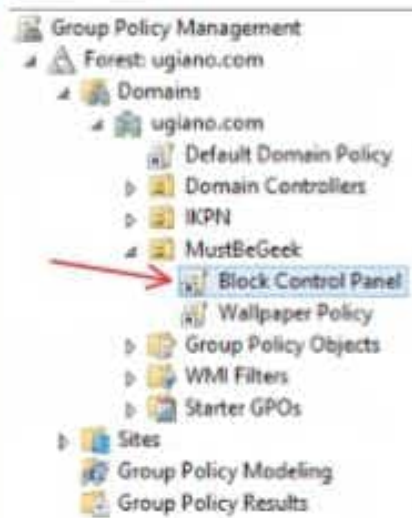 Group Policy Management
Forest: ugiano.com
Domains
ugiano.com
Default Domain Policy
Domain Controllers
IKPN
MustBeGeek
Block Control Panel
Wallpaper Policy
Group Policy Objects
WMI Filters
Starter GPOs
Sites
Group Policy Modeling
Group Policy Results